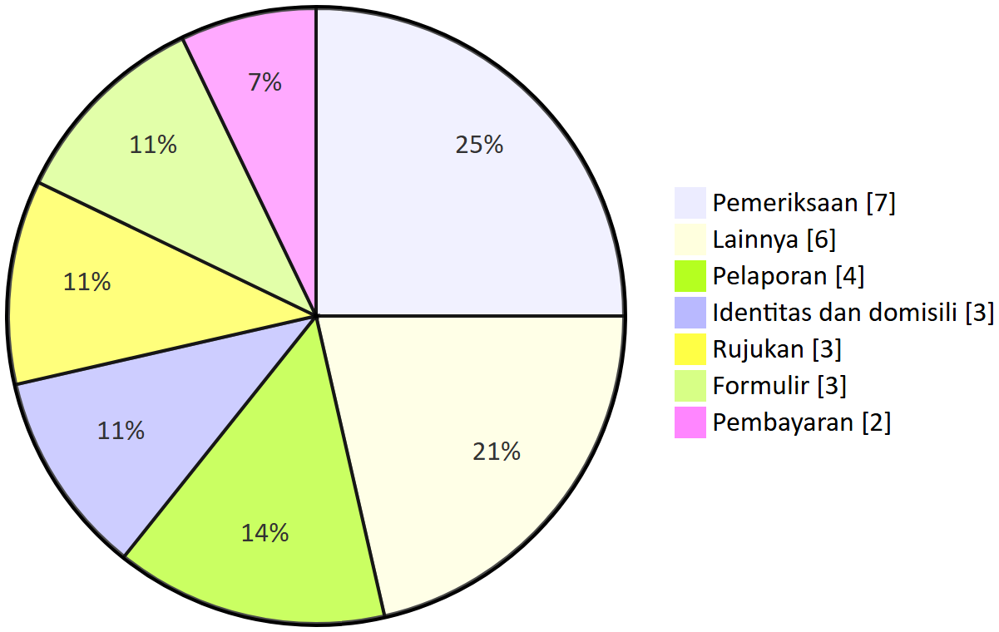 7%
25%
11%
11%
11%
21%
14%
Pemeriksaan [7]
Lainnya [6]
Pelaporan [4]
Identitas dan domisili [3]
Rujukan [3]
Formulir [3]
Pembayaran [2]